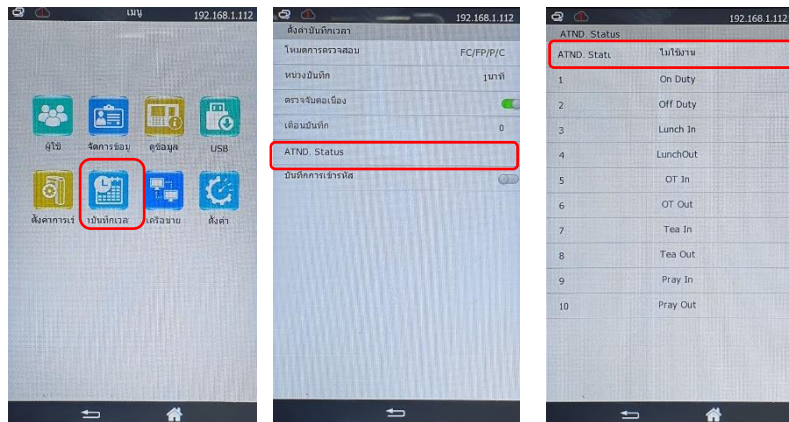 เมนู 192.168.1.112
ผู้ใช้ จัดการข้อมู ดูข้อมูล USB
ตั้งค่าการเร่ าบันทึกเวล เครือข่าย ตั้งค่า
192.168.1.112
ตั้งค่าบันทึกเวลา
โหมดการตรวจสอบ FC/FP/P/C
หน่วงบันทึก 1นาที
ตรวจจับต่อเนื่อง
เตือนบันทึก 0
ATND. Status
บันทึกการเข้ารหัส
192.168.1.112
ATND. Status
ATND. Statu ไม่ใช้งาน
1 On Duty
2 Off Duty
3 Lunch In
4 LunchOut
5 OT In
6 OT Out
7 Tea In
8 Tea Out
9 Pray In
10 Pray Out